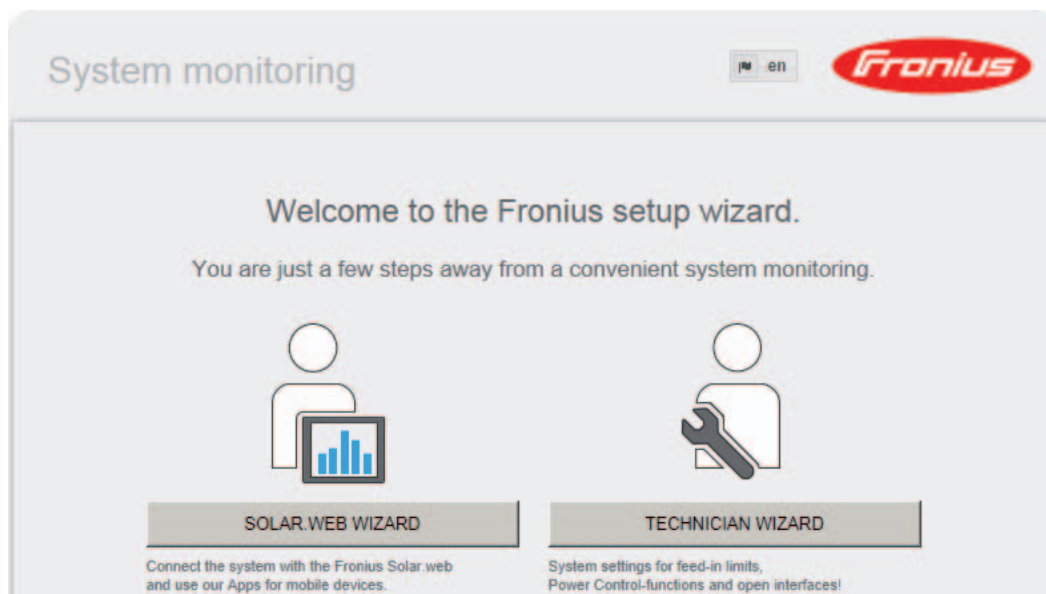 System monitoring
en
Fronius
Welcome to the Fronius setup wizard.
You are just a few steps away from a convenient system monitoring.
SOLAR.WEB WIZARD
TECHNICIAN WIZARD
Connect the system with the Fronius Solar.web
and use our Apps for mobile devices.
System settings for feed-in limits,
Power Control-functions and open interfaces!